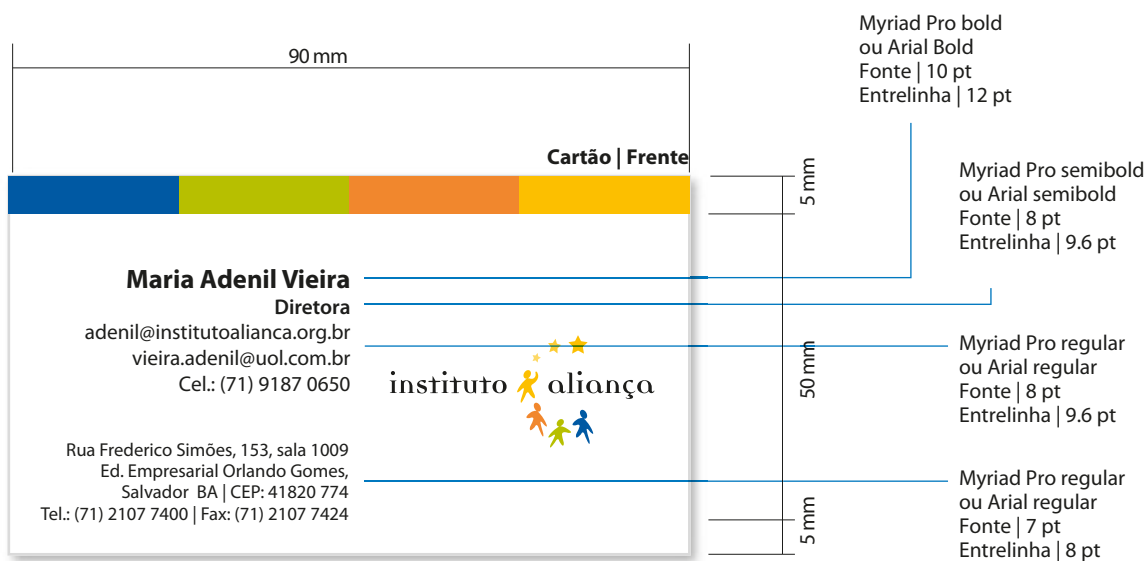 Myriad Pro bold
ou Arial Bold
Fonte | 10 pt
Entrelinha | 12 pt
90 mm
Cartão | Frente
5 mm
Myriad Pro semibold
ou Arial semibold
Fonte | 8 pt
Entrelinha | 9.6 pt
Maria Adenil Vieira
Diretora
adenil@institutoalianca.org.br
vieira.adenil@uol.com.br
Cel.: (71) 9187 0650
instituto aliança
50 mm
Myriad Pro regular
ou Arial regular
Fonte | 8 pt
Entrelinha | 9.6 pt
Rua Frederico Simões, 153, sala 1009
Ed. Empresarial Orlando Gomes,
Salvador  BA | CEP: 41820 774
Tel.: (71) 2107 7400 | Fax: (71) 2107 7424
5 mm
Myriad Pro regular
ou Arial regular
Fonte | 7 pt
Entrelinha | 8 pt